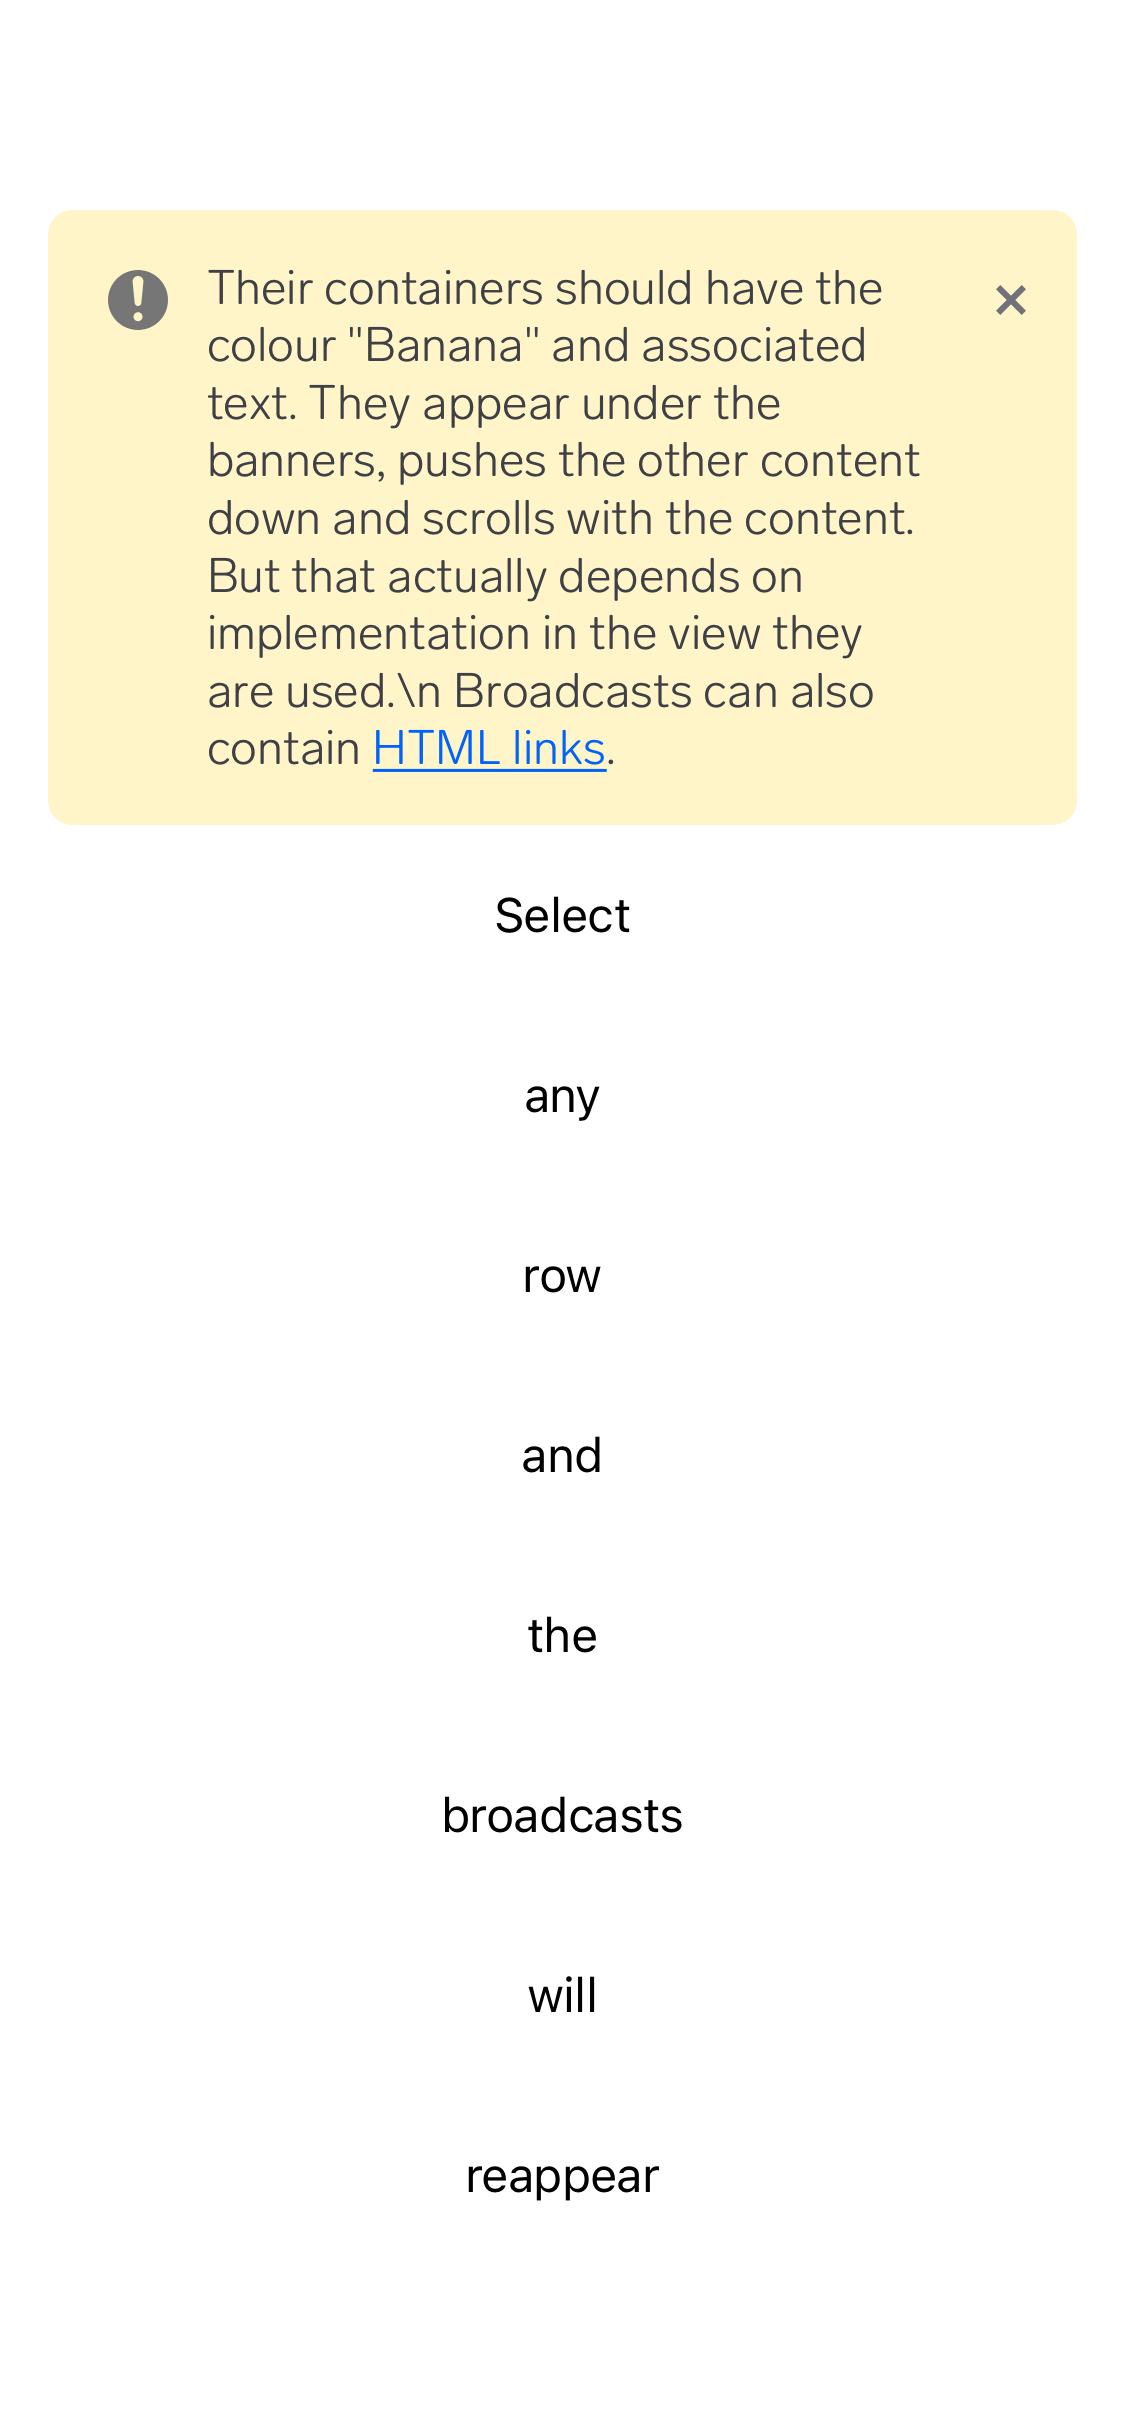 Their containers should have the
colour "Banana" and associated
text. They appear under the
banners, pushes the other content
down and scrolls with the content.
But that actually depends on
implementation in the view they
are used.\n Broadcasts can also
contain HTML links.
Select
any
row
and
the
broadcasts
will
reappear